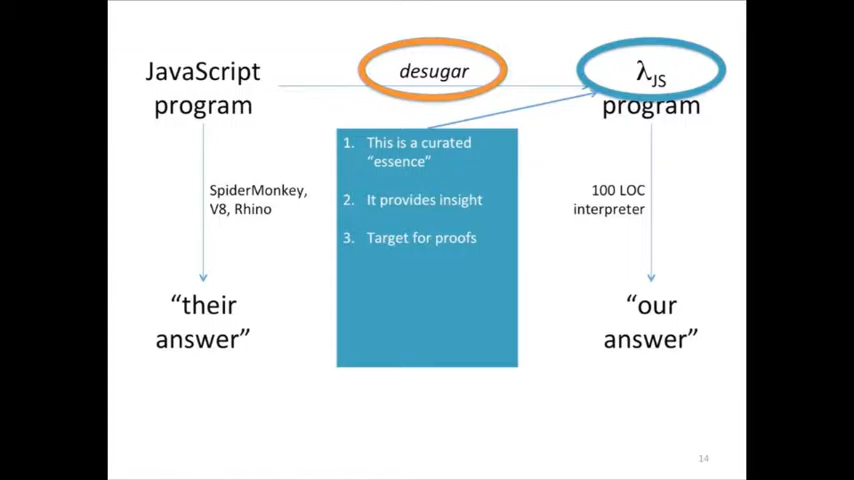 JavaScript
program
desugar
λJS
program
1. This is a curated
“essence”
2. It provides insight
3. Target for proofs
SpiderMonkey,
V8, Rhino
100 LOC
interpreter
“their
answer”
“our
answer”
14